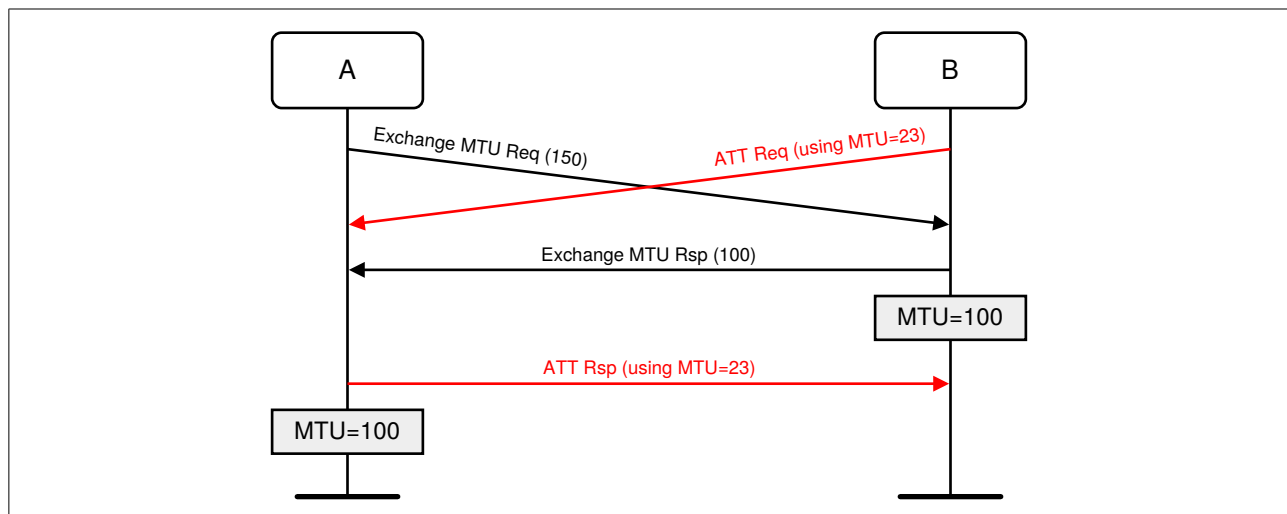 A
B
Exchange MTU Req (150)
ATT Req (using MTU=23)
Exchange MTU Rsp (100)
MTU=100
ATT Rsp (using MTU=23)
MTU=100